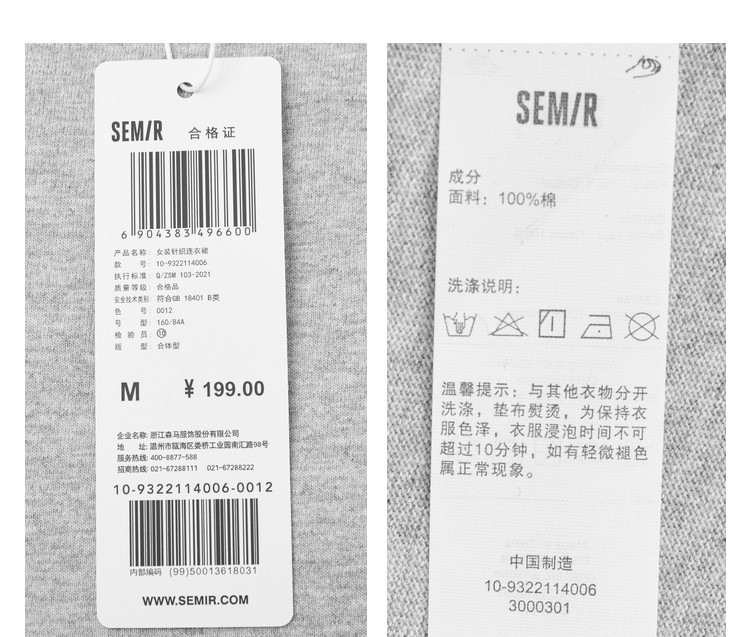 SEMIR 合格证
6 904383 496600
产品名称: 女装针织连衣裙
款 号: 10-9322114006
执行标准: Q/ZSM 103-2021
质量等级: 合格品
安全技术类别: 符合GB 18401 B类
色 号: 0012
号 型: 160/84A
检 验 员: ⑩
版 型: 合体型
M ¥ 199.00
企业名称: 浙江森马服饰股份有限公司
地 址: 温州市瓯海区娄桥工业园南汇路98号
服务热线: 400-8877-588
招商热线: 021-67288111 021-67288222
10-9322114006-0012
内部编码 (99)50013618031
WWW.SEMIR.COM
SEMIR
成分
面料: 100%棉
洗涤说明:
温馨提示: 与其他衣物分开
洗涤，垫布熨烫，为保持衣
服色泽，衣服浸泡时间不可
超过10分钟，如有轻微褪色
属正常现象。
中国制造
10-9322114006
3000301